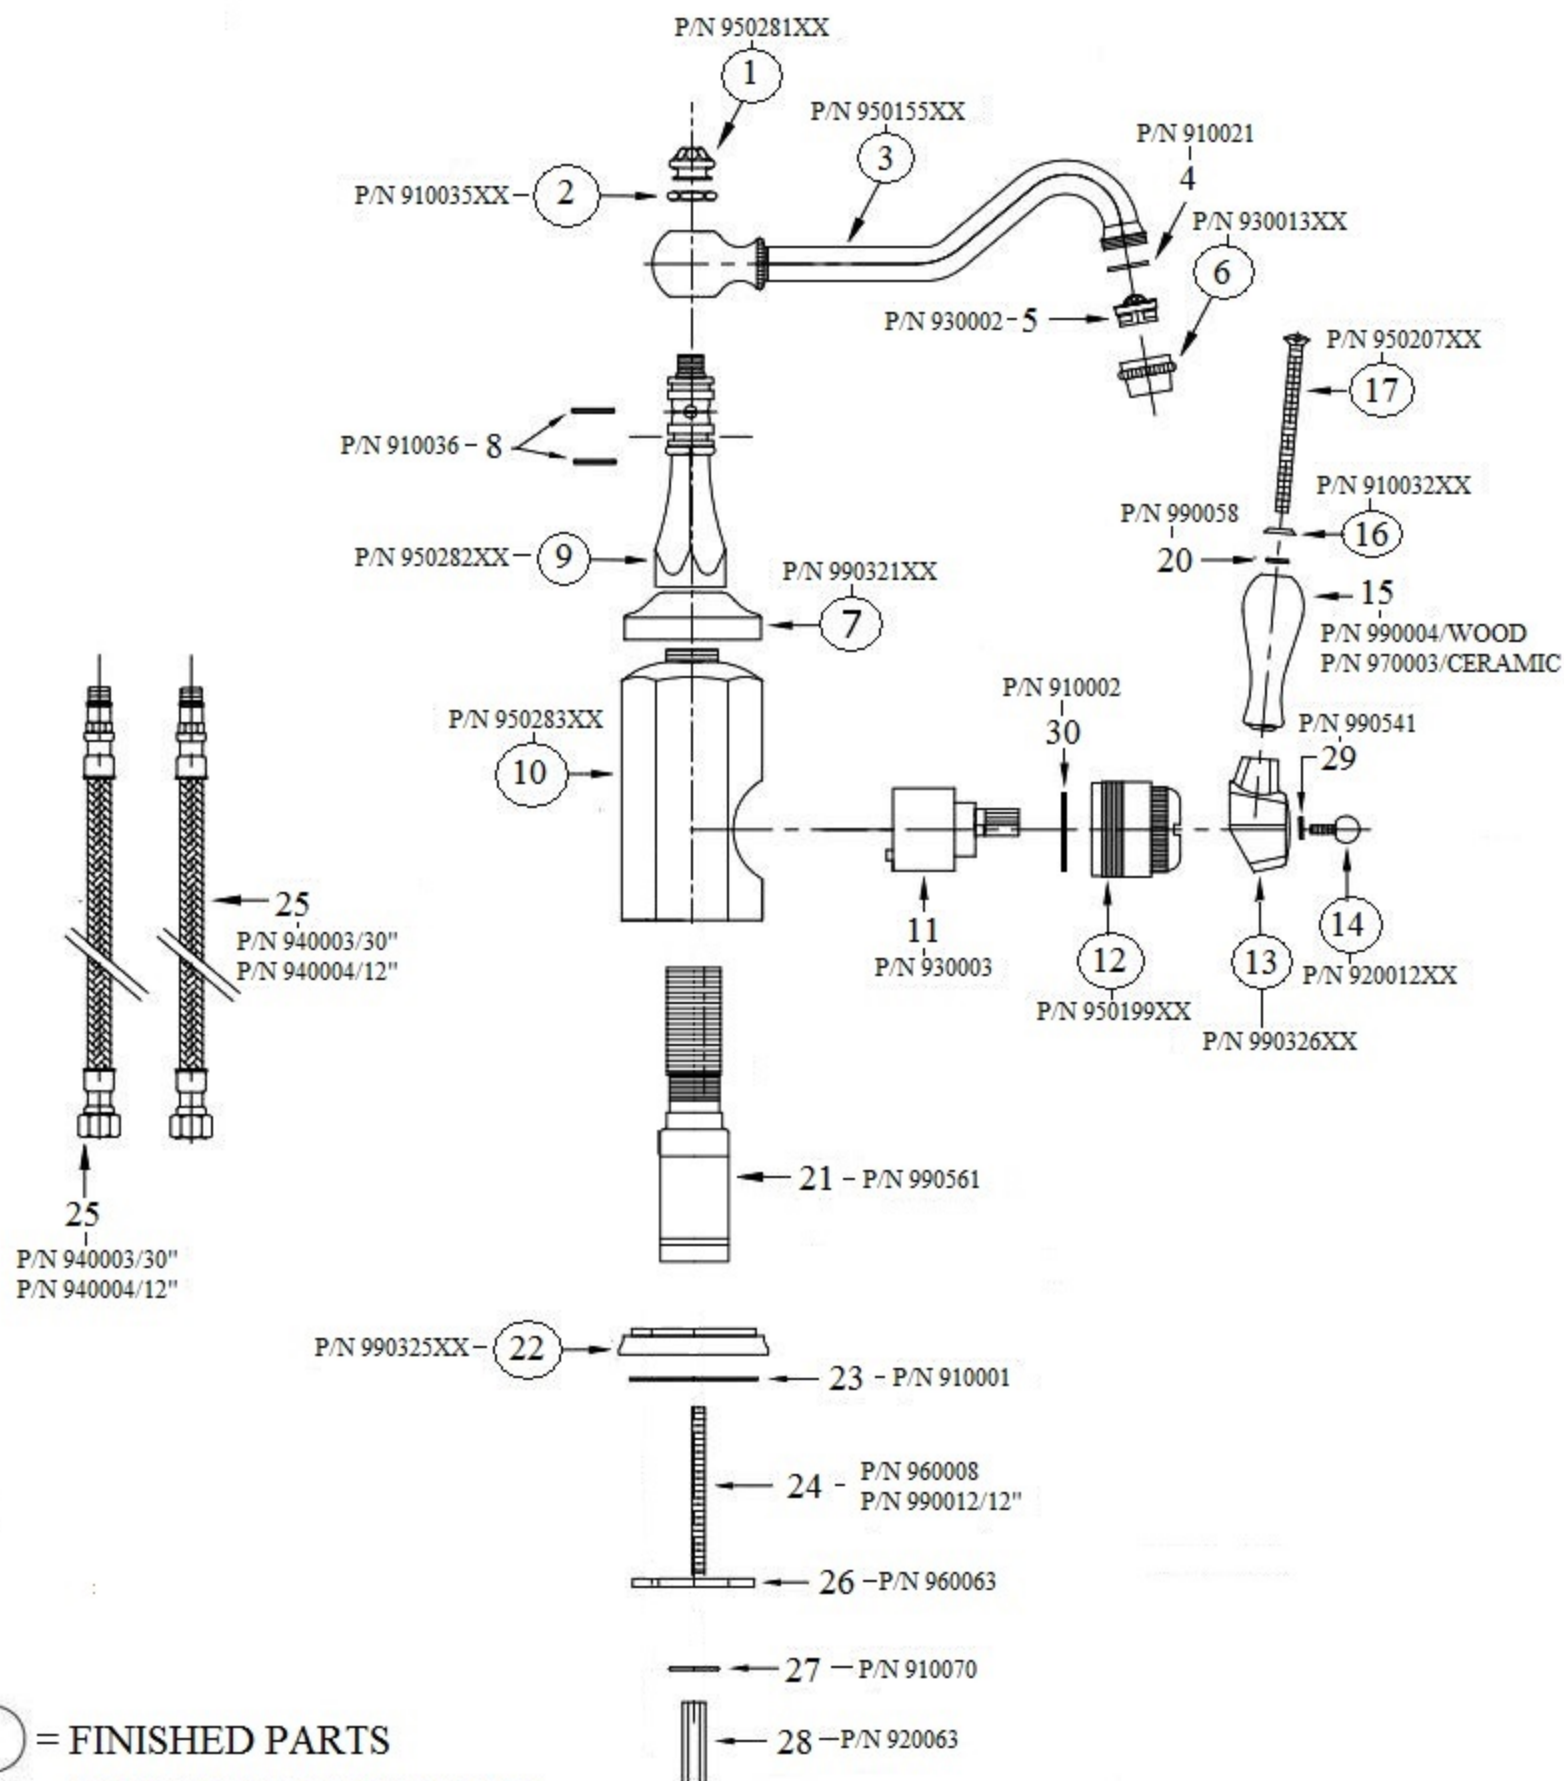 P/N 950281XX
1
P/N 950155XX
3
P/N 910021
4
P/N 910035XX
2
P/N 930013XX
6
P/N 930002
5
P/N 950207XX
17
P/N 910036
8
P/N 910032XX
16
P/N 990058
20
P/N 950282XX
9
P/N 990321XX
7
15
P/N 990004/WOOD
P/N 970003/CERAMIC
P/N 910002
30
P/N 990541
29
P/N 950283XX
10
25
P/N 940003/30"
P/N 940004/12"
11
P/N 930003
12
P/N 950199XX
13
P/N 990326XX
14
P/N 920012XX
21 - P/N 990561
25
P/N 940003/30"
P/N 940004/12"
P/N 990325XX
22
23 - P/N 910001
24 - P/N 960008
P/N 990012/12"
26 - P/N 960063
27 - P/N 910070
= FINISHED PARTS
28 - P/N 920063